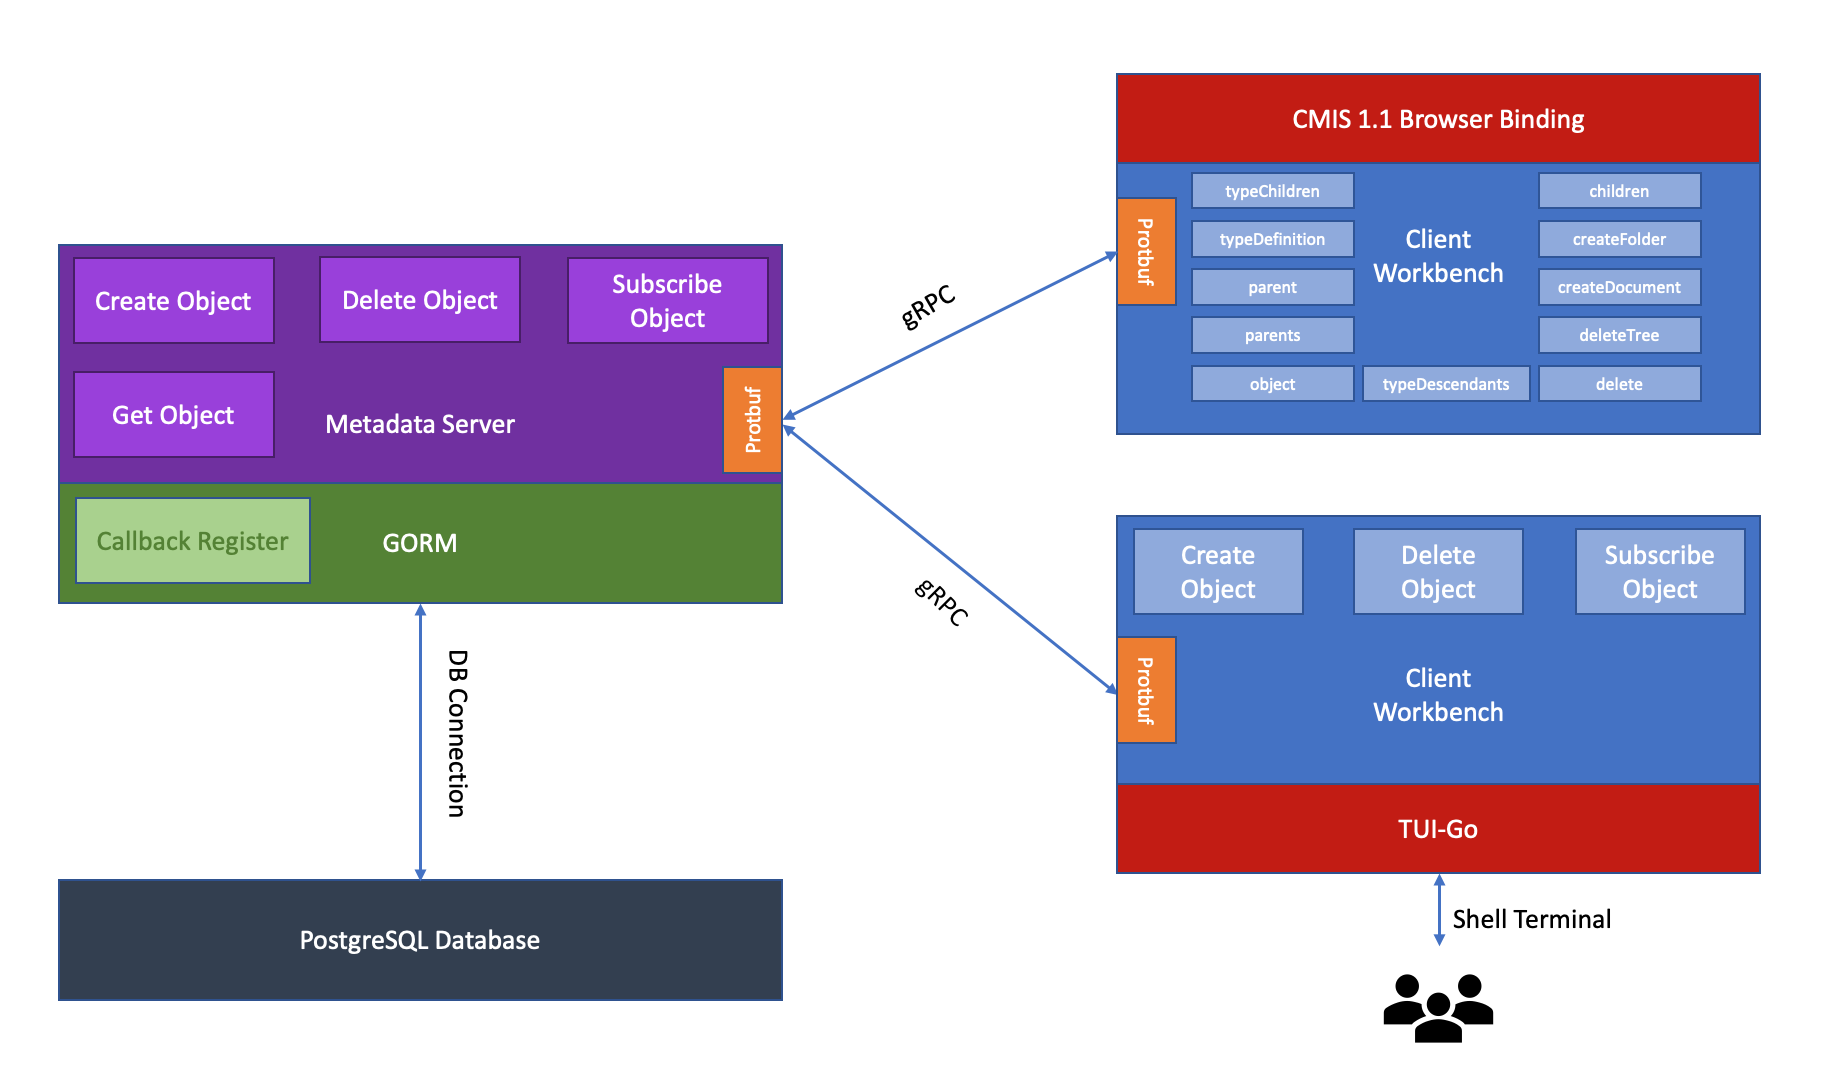 CMIS 1.1 Browser Binding
typeChildren
typeDefinition
parent
parents
object
typeDescendants
children
createFolder
createDocument
deleteTree
delete
Client
Workbench
Protbuf
gRPC
Create Object
Delete Object
Subscribe
Object
Get Object
Metadata Server
Protbuf
Callback Register
GORM
gRPC
Create
Object
Delete
Object
Subscribe
Object
Protbuf
Client
Workbench
TUI-Go
Shell Terminal
DB Connection
PostgreSQL Database